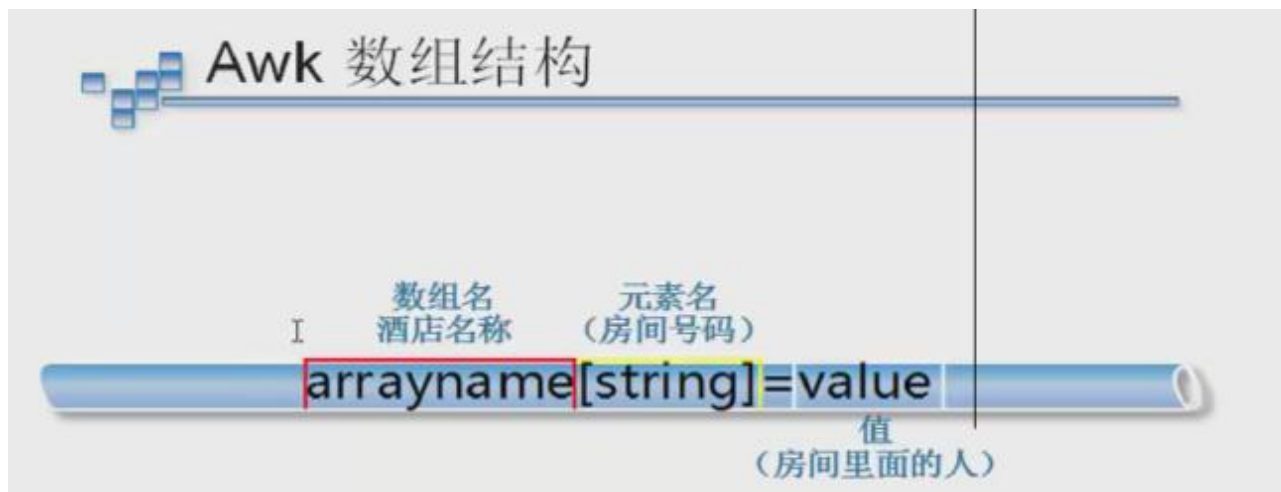 Awk 数组结构
数组名 元素名
酒店名称 （房间号码）
arrayname[string]=value
值
（房间里面的人）